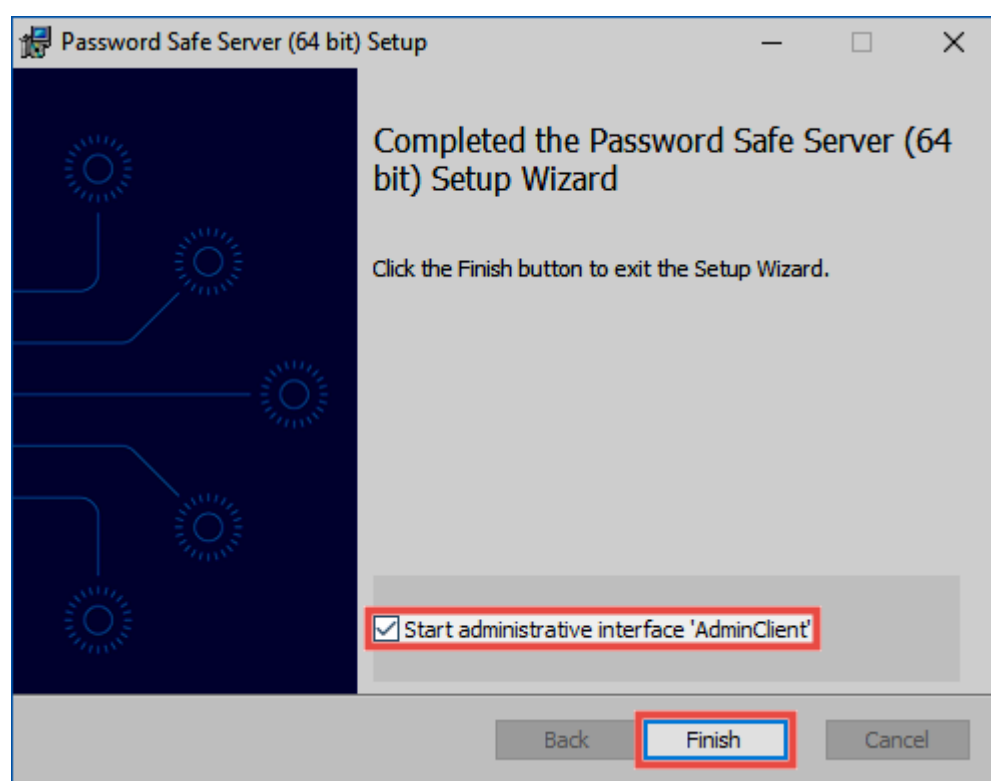 Password Safe Server (64 bit) Setup
Completed the Password Safe Server (64
bit) Setup Wizard
Click the Finish button to exit the Setup Wizard.
Start administrative interface 'AdminClient'
Back Finish Cancel